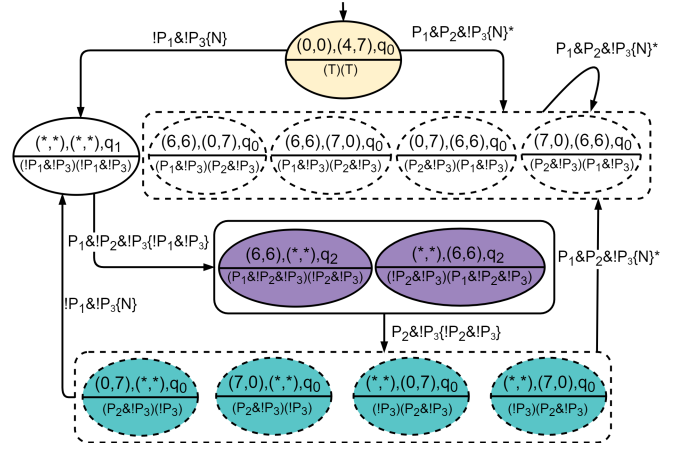 !P₁&!P₃{N}
(0,0),(4,7),q₀
(T)(T)
P₁&P₂&!P₃{N}*
P₁&P₂&!P₃{N}*
(*,*),(*,*),q₁
(!P₁&!P₃)(!P₁&!P₃)
(6,6),(0,7),q₀
(P₁&!P₃)(P₂&!P₃)
(6,6),(7,0),q₀
(P₁&!P₃)(P₂&!P₃)
(0,7),(6,6),q₀
(P₂&!P₃)(P₁&!P₃)
(7,0),(6,6),q₀
(P₂&!P₃)(P₁&!P₃)
P₁&!P₂&!P₃{!P₁&!P₃}
(6,6),(*,*),q₂
(P₁&!P₂&!P₃)(!P₂&!P₃)
(*,*),(6,6),q₂
(!P₂&!P₃)(P₁&!P₂&!P₃)
P₁&P₂&!P₃{N}*
!P₁&!P₃{N}
P₂&!P₃{!P₂&!P₃}
(0,7),(*,*),q₀
(P₂&!P₃)(!P₃)
(7,0),(*,*),q₀
(P₂&!P₃)(!P₃)
(*,*),(0,7),q₀
(!P₃)(P₂&!P₃)
(*,*),(7,0),q₀
(!P₃)(P₂&!P₃)